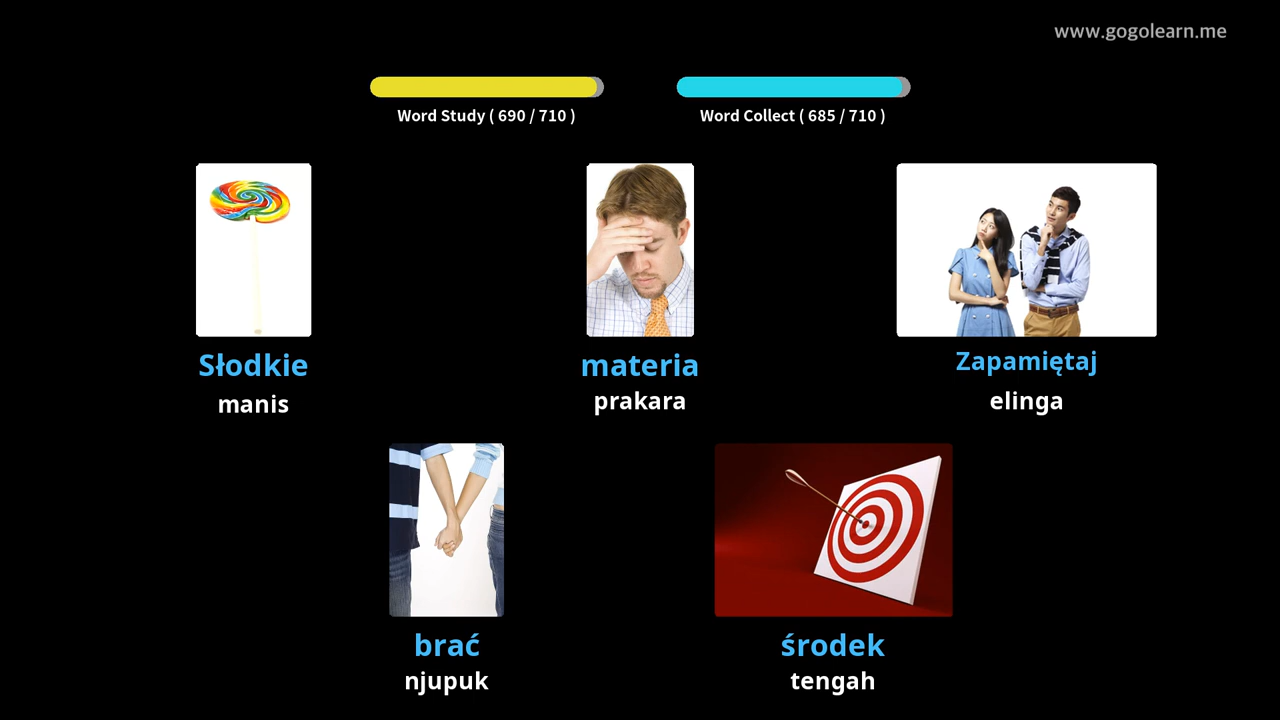 www.gogolearn.me
Word Study ( 690 / 710 )
Word Collect ( 685 / 710 )
Słodkie
manis
materia
prakara
Zapamiętaj
elinga
brać
njupuk
środek
tengah